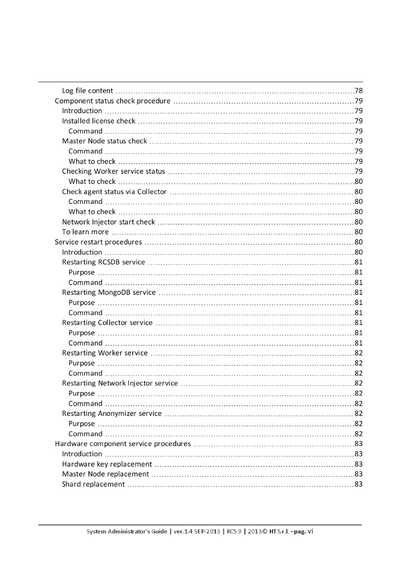 Log file content ........................................................................................................78
Component status check procedure ........................................................................79
Introduction ........................................................................79
Installed license check ........................................................................79
Command ........................................................................79
Master Node status check ........................................................................79
Command ........................................................................79
What to check ........................................................................79
Checking Worker service status ........................................................................79
What to check ........................................................................80
Check agent status via Collector ........................................................................80
Command ........................................................................80
What to check ........................................................................80
Network Injector start check ........................................................................80
To learn more ........................................................................80
Service restart procedures ........................................................................80
Introduction ........................................................................80
Restarting RCSDB service ........................................................................81
Purpose ........................................................................81
Command ........................................................................81
Restarting MongoDB service ........................................................................81
Purpose ........................................................................81
Command ........................................................................81
Restarting Collector service ........................................................................81
Purpose ........................................................................81
Command ........................................................................81
Restarting Worker service ........................................................................82
Purpose ........................................................................82
Command ........................................................................82
Restarting Network Injector service ........................................................................82
Purpose ........................................................................82
Command ........................................................................82
Restarting Anonymizer service ........................................................................82
Purpose ........................................................................82
Command ........................................................................82
Hardware component service procedures ........................................................................83
Introduction ........................................................................83
Hardware key replacement ........................................................................83
Master Node replacement ........................................................................83
Shard replacement ........................................................................83
System Administrator's Guide | ver.1.4 SEP-2013 | RCS 9 | 2013© HT S.r.l. - pag. vi